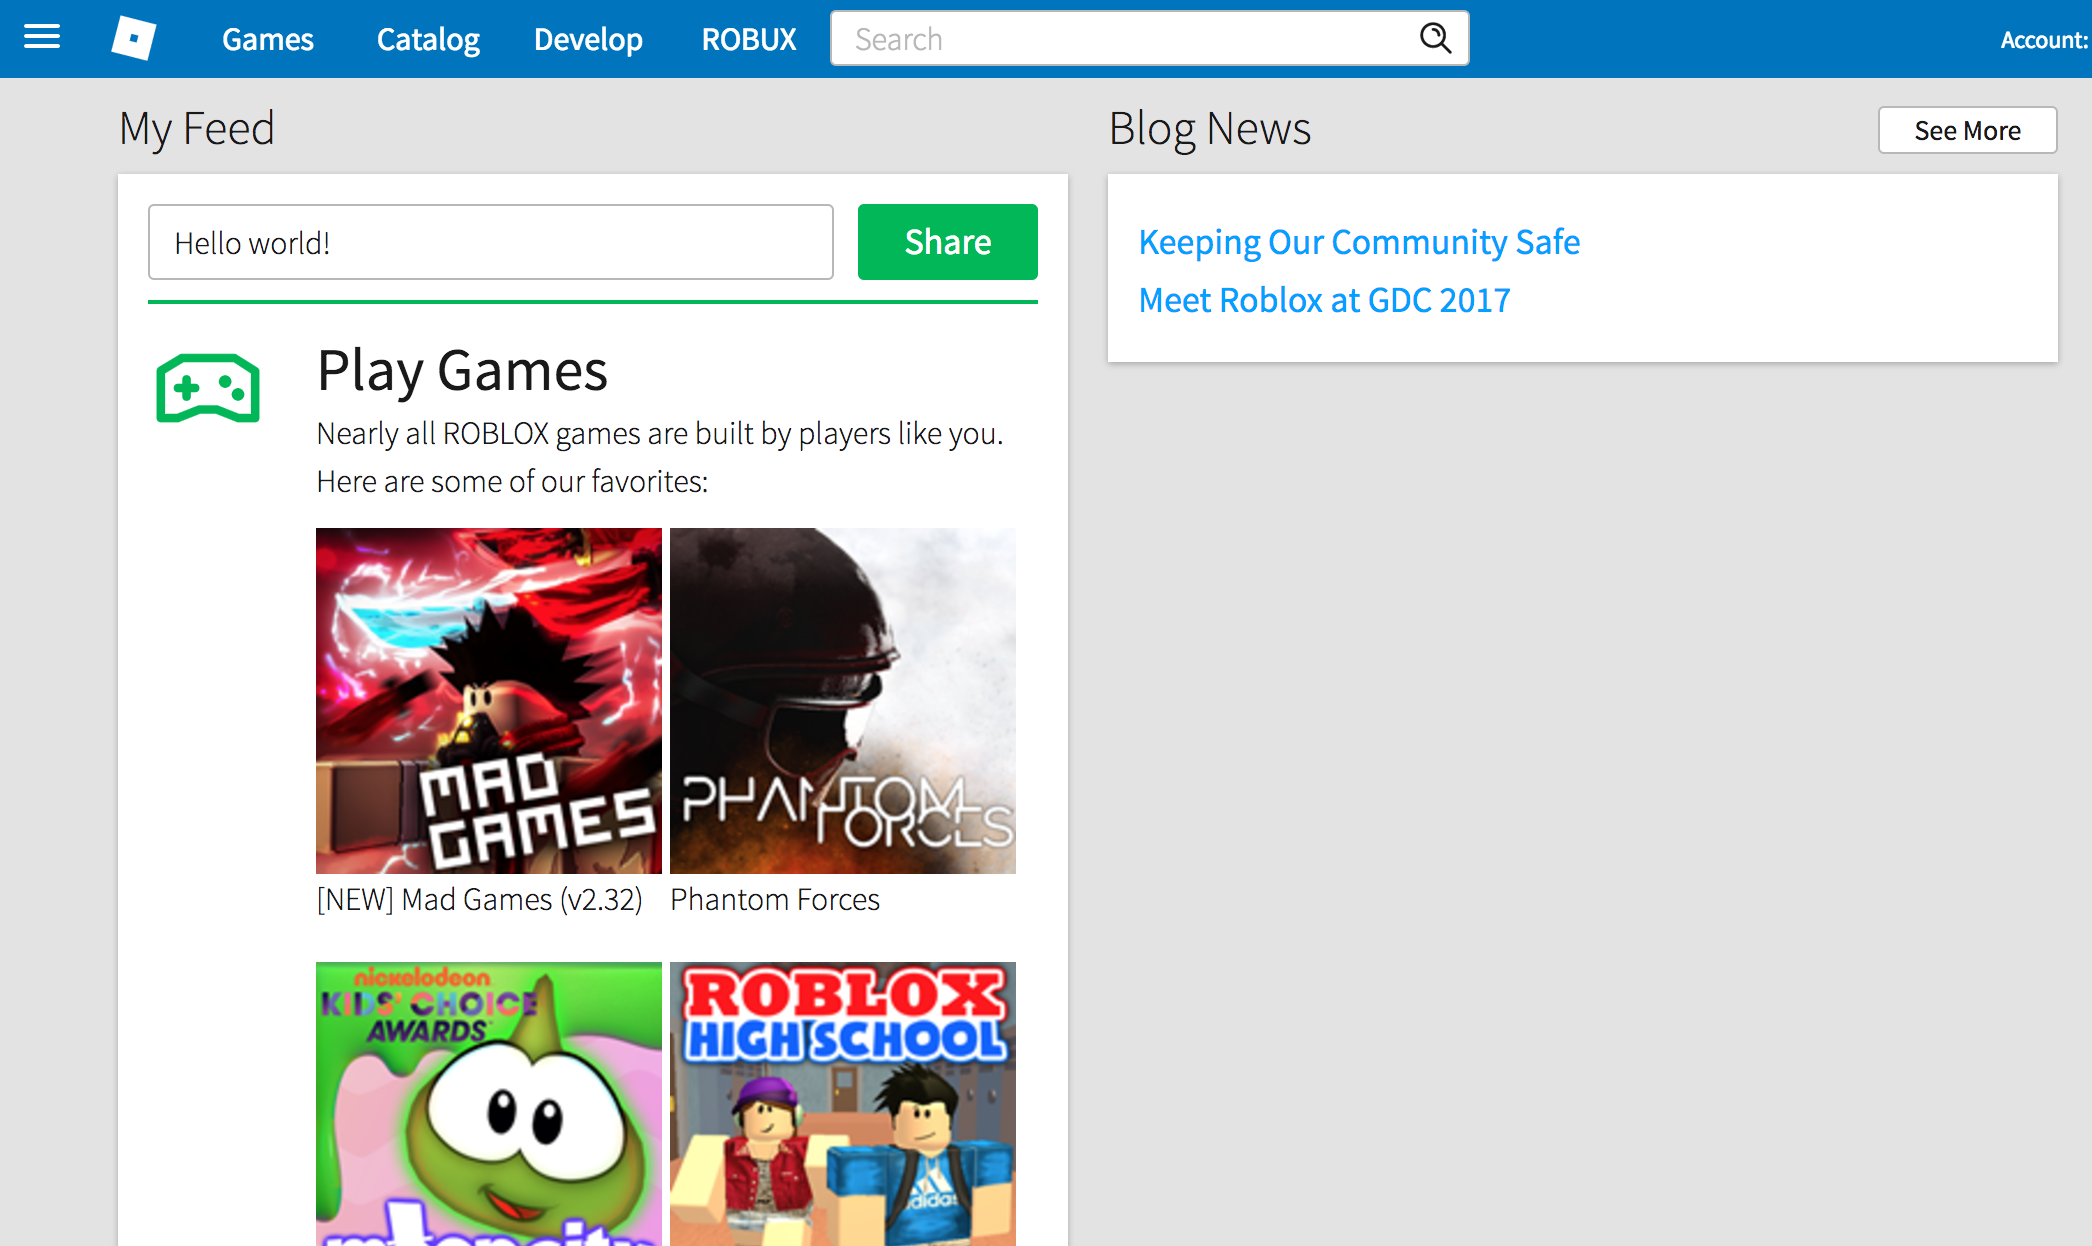 Games Catalog Develop ROBUX Search Account:
My Feed
Blog News
See More
Hello world!
Share
Keeping Our Community Safe
Meet Roblox at GDC 2017
Play Games
Nearly all ROBLOX games are built by players like you.
Here are some of our favorites:
MAD
GAMES
PHANTOM
FORCES
[NEW] Mad Games (v2.32)
Phantom Forces
nickelodeon
KIDS' CHOICE
AWARDS
ROBLOX
HIGH SCHOOL
adidas